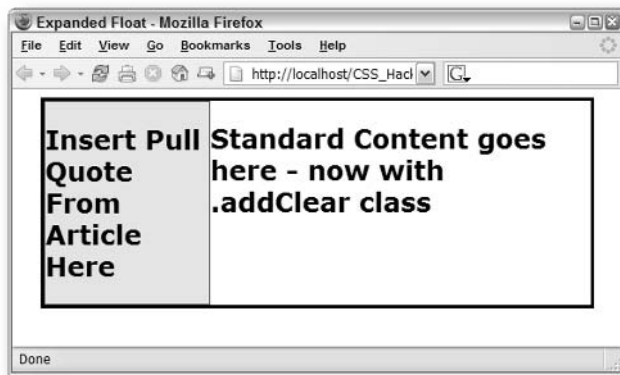 Expanded Float - Mozilla Firefox
File Edit View Go Bookmarks Tools Help
http://localhost/CSS_Hacl
G
Insert Pull
Quote
From
Article
Here
Standard Content goes
here - now with
.addClear class
Done